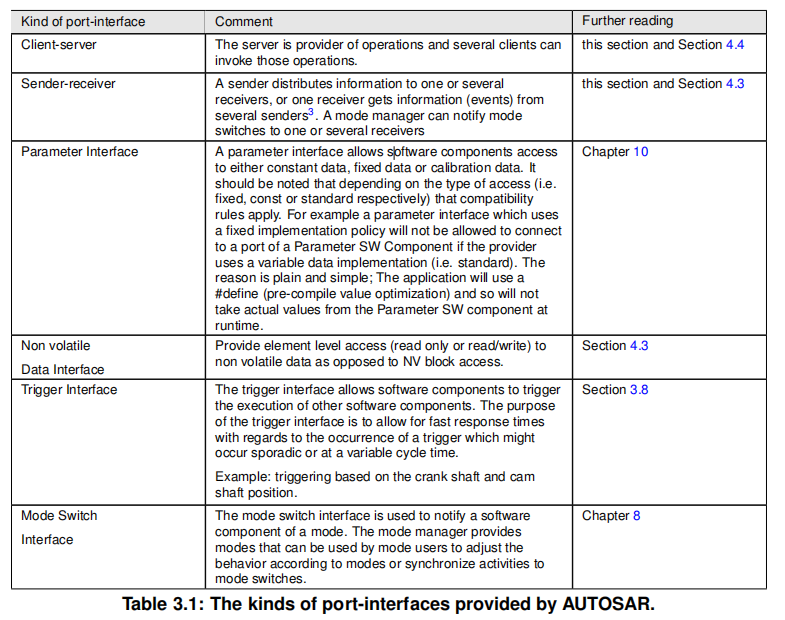 Kind of port-interface Comment Further reading
Client-server The server is provider of operations and several clients can this section and Section 4.4
invoke those operations.
Sender-receiver A sender distributes information to one or several this section and Section 4.3
receivers, or one receiver gets information (events) from
several senders3. A mode manager can notify mode
switches to one or several receivers
Parameter Interface A parameter interface allows software components access Chapter 10
to either constant data, fixed data or calibration data. It
should be noted that depending on the type of access (i.e.
fixed, const or standard respectively) that compatibility
rules apply. For example a parameter interface which uses
a fixed implementation policy will not be allowed to connect
to a port of a Parameter SW Component if the provider
uses a variable data implementation (i.e. standard). The
reason is plain and simple; The application will use a
#define (pre-compile value optimization) and so will not
take actual values from the Parameter SW component at
runtime.
Non volatile Provide element level access (read only or read/write) to Section 4.3
non volatile data as opposed to NV block access.
Data Interface
Trigger Interface The trigger interface allows software components to trigger Section 3.8
the execution of other software components. The purpose
of the trigger interface is to allow for fast response times
with regards to the occurrence of a trigger which might
occur sporadic or at a variable cycle time.
Example: triggering based on the crank shaft and cam
shaft position.
Mode Switch The mode switch interface is used to notify a software Chapter 8
component of a mode. The mode manager provides
Interface
modes that can be used by mode users to adjust the
behavior according to modes or synchronize activities to
mode switches.
Table 3.1: The kinds of port-interfaces provided by AUTOSAR.